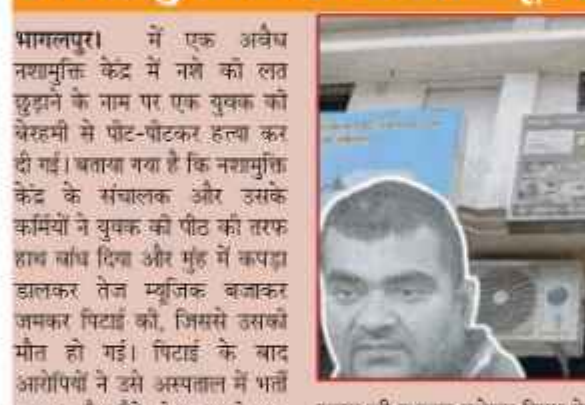 भागलपुर। में एक अवैध
नशामुक्ति केंद्र में नशे की लत
छुड़ाने के नाम पर एक युवक की
बेरहमी से पीट-पीटकर हत्या कर
दी गई। बताया गया है कि नशामुक्ति
केंद्र के संचालक और उसके
कर्मियों ने युवक की पीठ की तरफ
हाथ बांध दिया और मुंह में कपड़ा
डालकर तेज म्यूजिक बजाकर
जमकर पिटाई की, जिससे उसकी
मौत हो गई। पिटाई के बाद
आरोपियों ने उसे अस्पताल में भर्ती